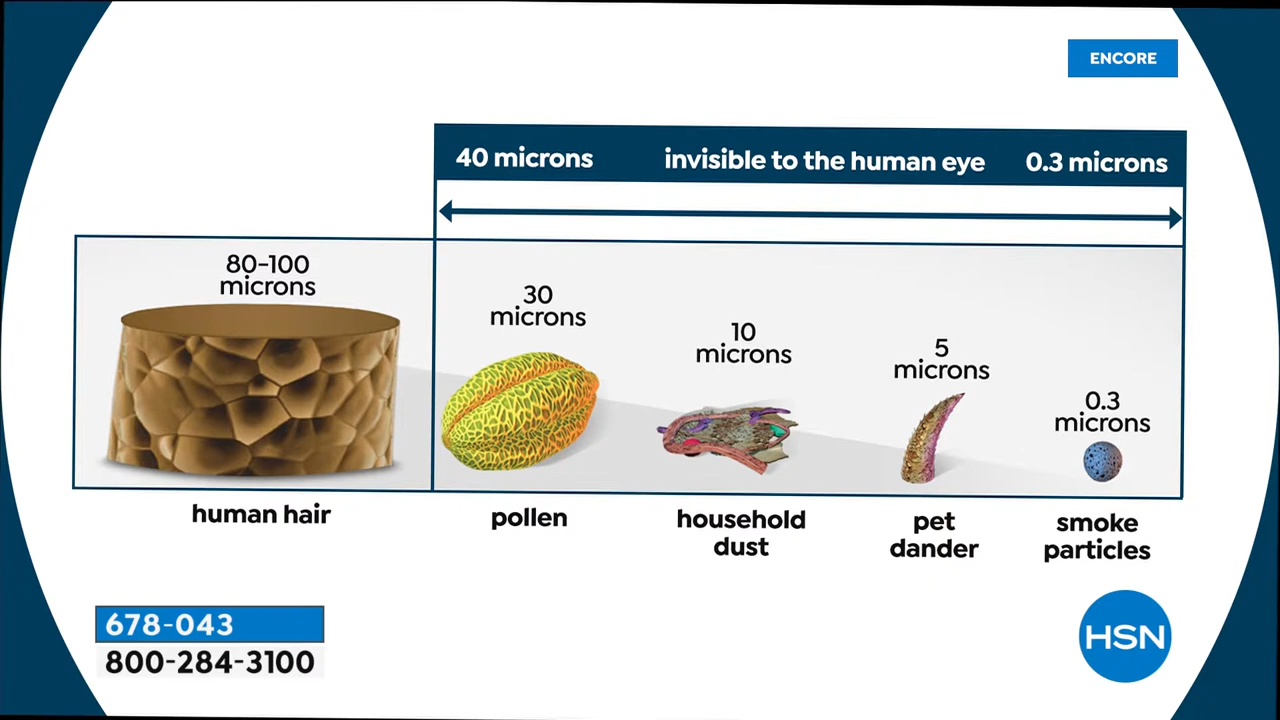 ENCORE
40 microns invisible to the human eye 0.3 microns
80-100
microns
30
microns
10
microns
5
microns
0.3
microns
human hair
pollen
household
dust
pet
dander
smoke
particles
678-043
800-284-3100
HSN